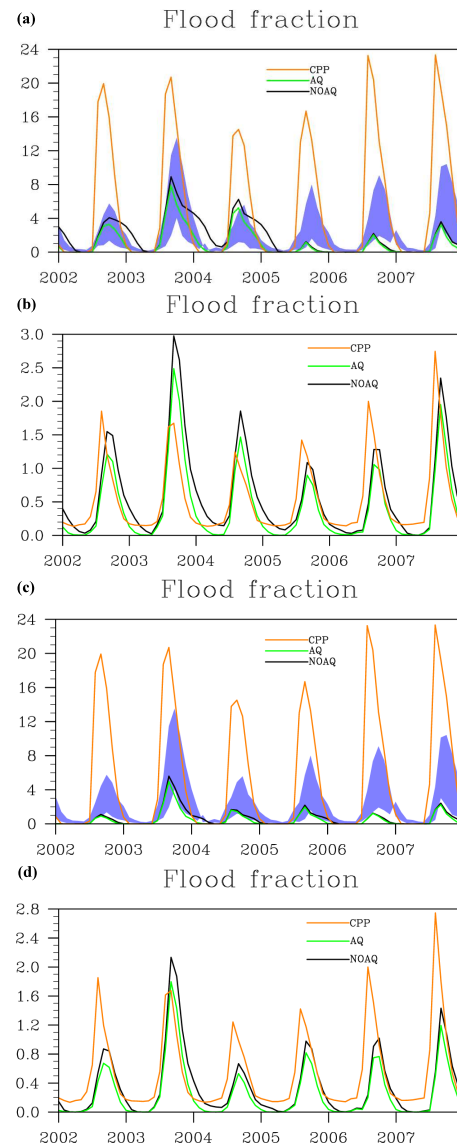 (a) Flood fraction
24
CPP
20
AQ
NOAQ
16
12
8
4
0
2002 2003 2004 2005 2006 2007
(b) Flood fraction
3.0
CPP
2.5
AQ
NOAQ
2.0
1.5
1.0
0.5
0.0
2002 2003 2004 2005 2006 2007
(c) Flood fraction
24
CPP
20
AQ
NOAQ
16
12
8
4
0
2002 2003 2004 2005 2006 2007
(d) Flood fraction
2.8
CPP
2.4
AQ
NOAQ
2.0
1.6
1.2
0.8
0.4
0.0
2002 2003 2004 2005 2006 2007